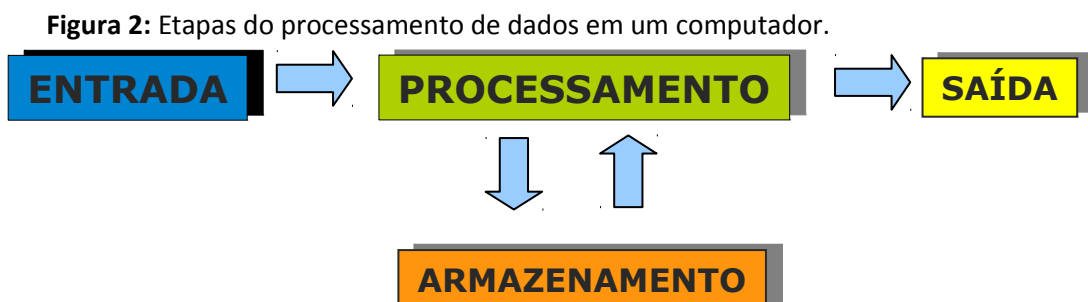 Figura 2: Etapas do processamento de dados em um computador.
ENTRADA
PROCESSAMENTO
SAÍDA
ARMAZENAMENTO